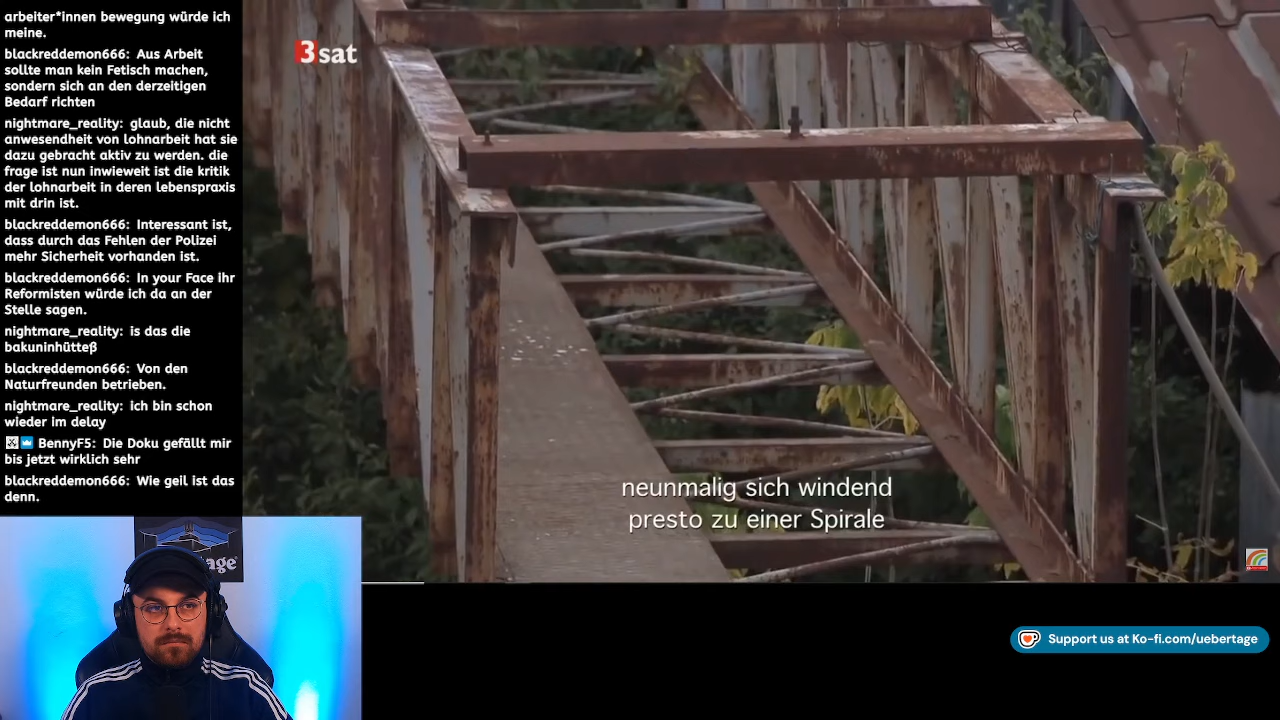 arbeiter*innen bewegung würde ich
meine.
blackreddemon666: Aus Arbeit
sollte man kein Fetisch machen,
sondern sich an den derzeitigen
Bedarf richten
nightmare_reality: glaub, die nicht
anwesendheit von lohnarbeit hat sie
dazu gebracht aktiv zu werden. die
frage ist nun inwieweit ist die kritik
der lohnarbeit in deren lebenspraxis
mit drin ist.
blackreddemon666: Interessant ist,
dass durch das Fehlen der Polizei
mehr Sicherheit vorhanden ist.
blackreddemon666: In your Face ihr
Reformisten würde ich da an der
Stelle sagen.
nightmare_reality: is das die
bakuninhütteß
blackreddemon666: Von den
Naturfreunden betrieben.
nightmare_reality: ich bin schon
wieder im delay
BennyF5: Die Doku gefällt mir
bis jetzt wirklich sehr
blackreddemon666: Wie geil ist das
denn.
3sat
neunmalig sich windend
presto zu einer Spirale
Support us at Ko-fi.com/uebertage